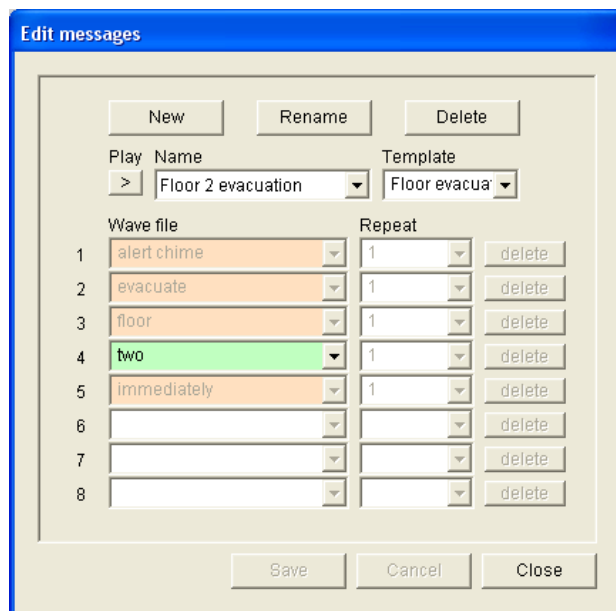 Edit messages
New Rename Delete
Play Name Template
> Floor 2 evacuation Floor evacuat
Wave file Repeat
1 alert chime 1 delete
2 evacuate 1 delete
3 floor 1 delete
4 two 1 delete
5 immediately 1 delete
6 delete
7 delete
8 delete
Save Cancel Close